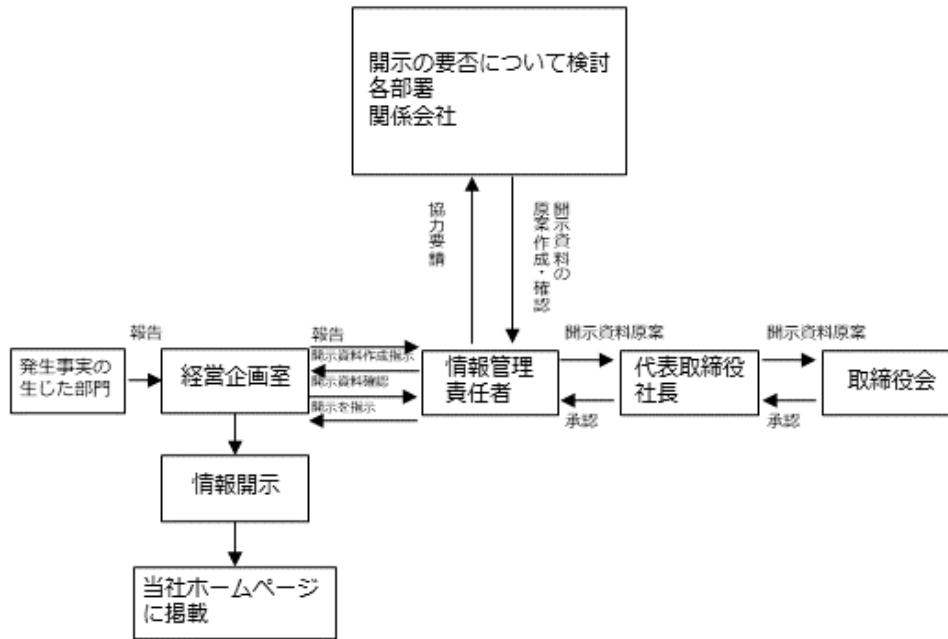 開示の要否について検討
各部署
関係会社
協力要請
開示資料の
原案作成・確認
報告
報告
開示資料原案
開示資料原案
発生事実の
生じた部門
経営企画室
開示資料作成指示
開示資料確認
開示を指示
情報管理
責任者
代表取締役
社長
取締役会
承認
承認
情報開示
当社ホームページ
に掲載